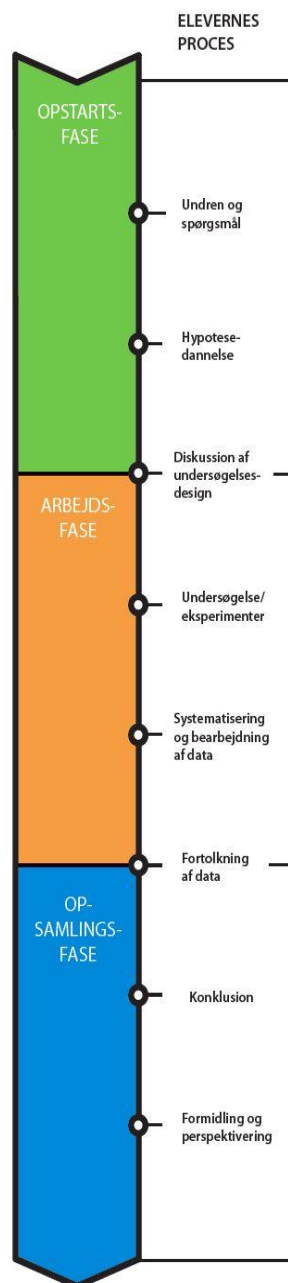 ELEVERNES
PROCES
OPSTARTS-
FASE
Undren og
spørgsmål
Hypotese-
dannelse
Diskussion af
undersøgelses-
design
ARBEJDS-
FASE
Undersøgelse/
eksperimenter
Systematisering
og bearbejdning
af data
Fortolkning
af data
OP-
SAMLINGS-
FASE
Konklusion
Formidling og
perspektivering